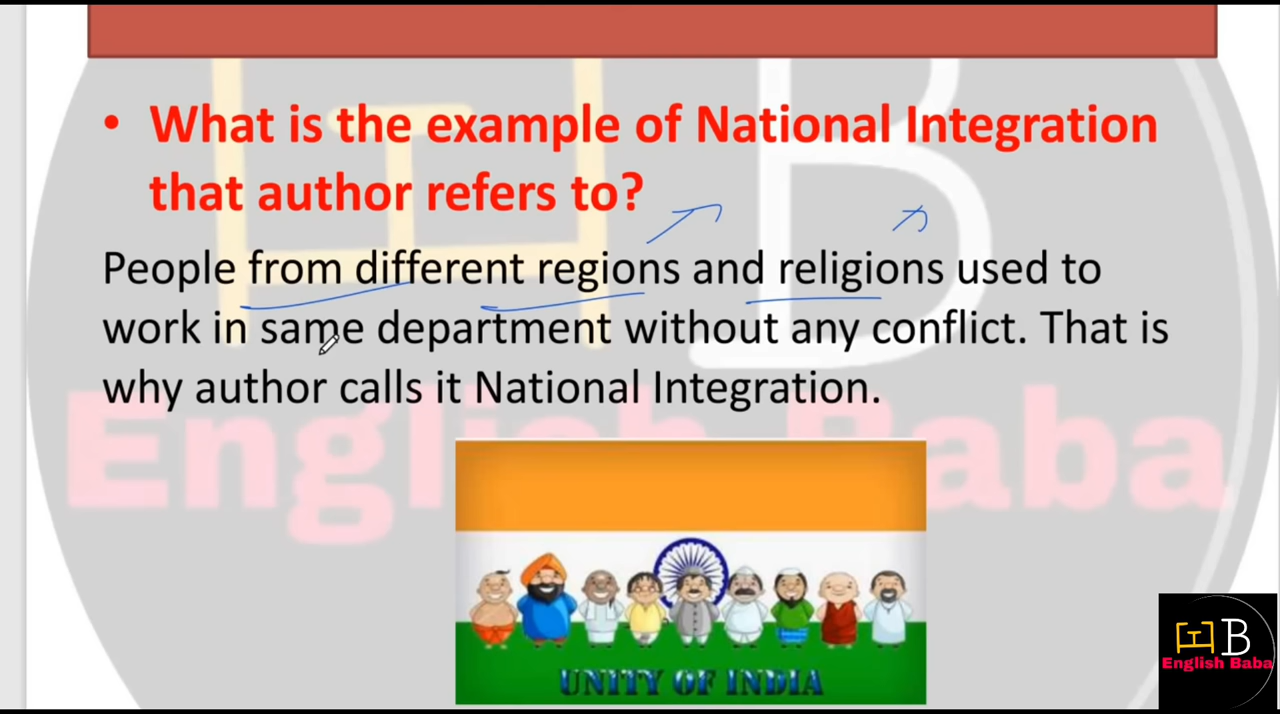 • What is the example of National Integration
that author refers to?
People from different regions and religions used to
work in same department without any conflict. That is
why author calls it National Integration.
English Baba
UNITY OF INDIA
B
English Baba